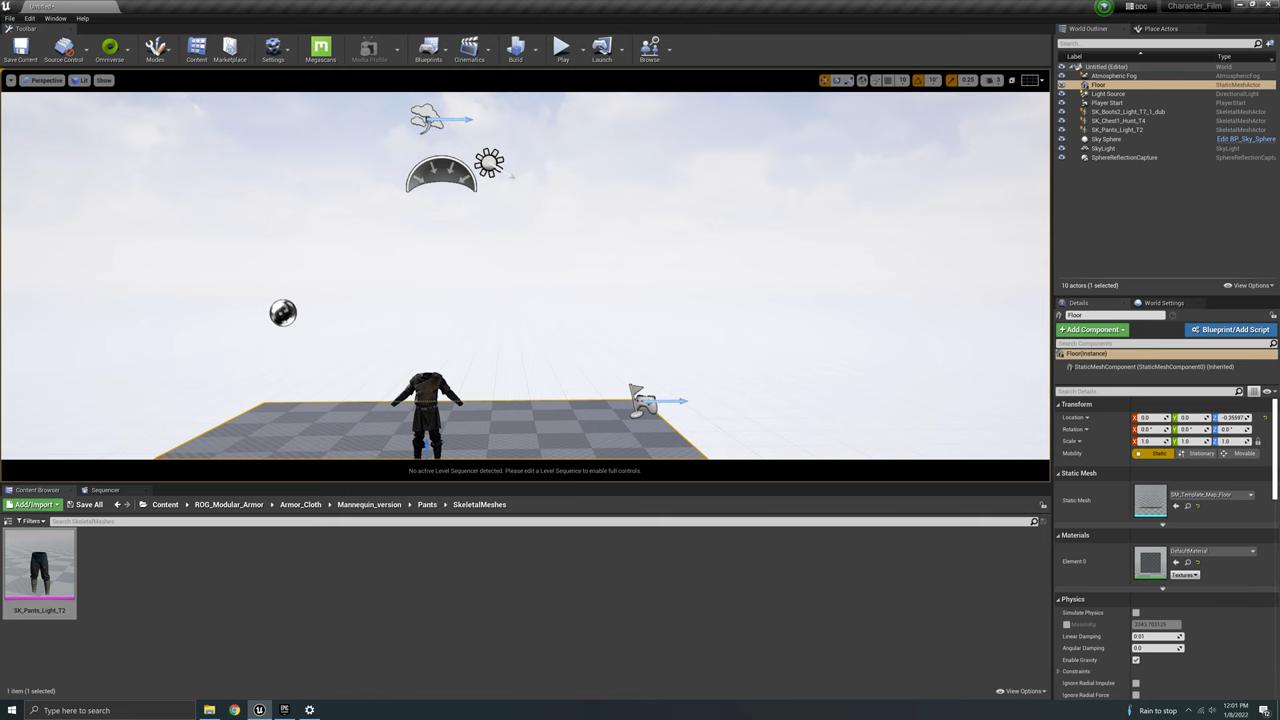 Untitled*
DDC
Character_Film
File Edit Window Help
Toolbar
Save Current
Source Control
Omniverse
Modes
Content
Marketplace
Settings
Megascans
Media Profile
Blueprints
Cinematics
Build
Play
Launch
Browse
Perspective
Lit
Show
10
10°
0.25
3
No active Level Sequencer detected. Please edit a Level Sequence to enable full controls.
World Outliner
Place Actors
Search...
Label Type
Untitled (Editor) World
Atmospheric Fog AtmosphericFog
Floor StaticMeshActor
Light Source DirectionalLight
Player Start PlayerStart
SK_Boots2_Light_T7_1_dub SkeletalMeshActor
SK_Chest1_Hunt_T4 SkeletalMeshActor
SK_Pants_Light_T2 SkeletalMeshActor
Sky Sphere Edit BP_Sky_Sphere
SkyLight SkyLight
SphereReflectionCapture SphereReflectionCaptu
10 actors (1 selected)
View Options
Details
World Settings
Floor
+ Add Component
Blueprint/Add Script
Search Components
Floor(Instance)
StaticMeshComponent (StaticMeshComponent0) (Inherited)
Search Details
Transform
Location X 0.0 Y 0.0 Z -0.35597
Rotation X 0.0° Y 0.0° Z 0.0°
Scale X 1.0 Y 1.0 Z 1.0
Mobility Static Stationary Movable
Static Mesh
Static Mesh
SM_Template_Map_Floor
Materials
Element 0
DefaultMaterial
Textures
Physics
Simulate Physics
MassInKg 3343.703125
Linear Damping 0.01
Angular Damping 0.0
Enable Gravity
Constraints
Ignore Radial Impulse
Ignore Radial Force
Content Browser
Sequencer
Add/Import
Save All
Content
ROG_Modular_Armor
Armor_Cloth
Mannequin_version
Pants
SkeletalMeshes
Filters
Search SkeletalMeshes
SK_Pants_Light_T2
1 item (1 selected)
View Options
Type here to search
Rain to stop
12:01 PM
1/8/2022